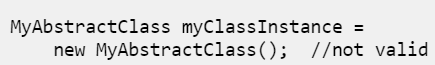 MyAbstractClass myClassInstance =
    new MyAbstractClass();  //not valid